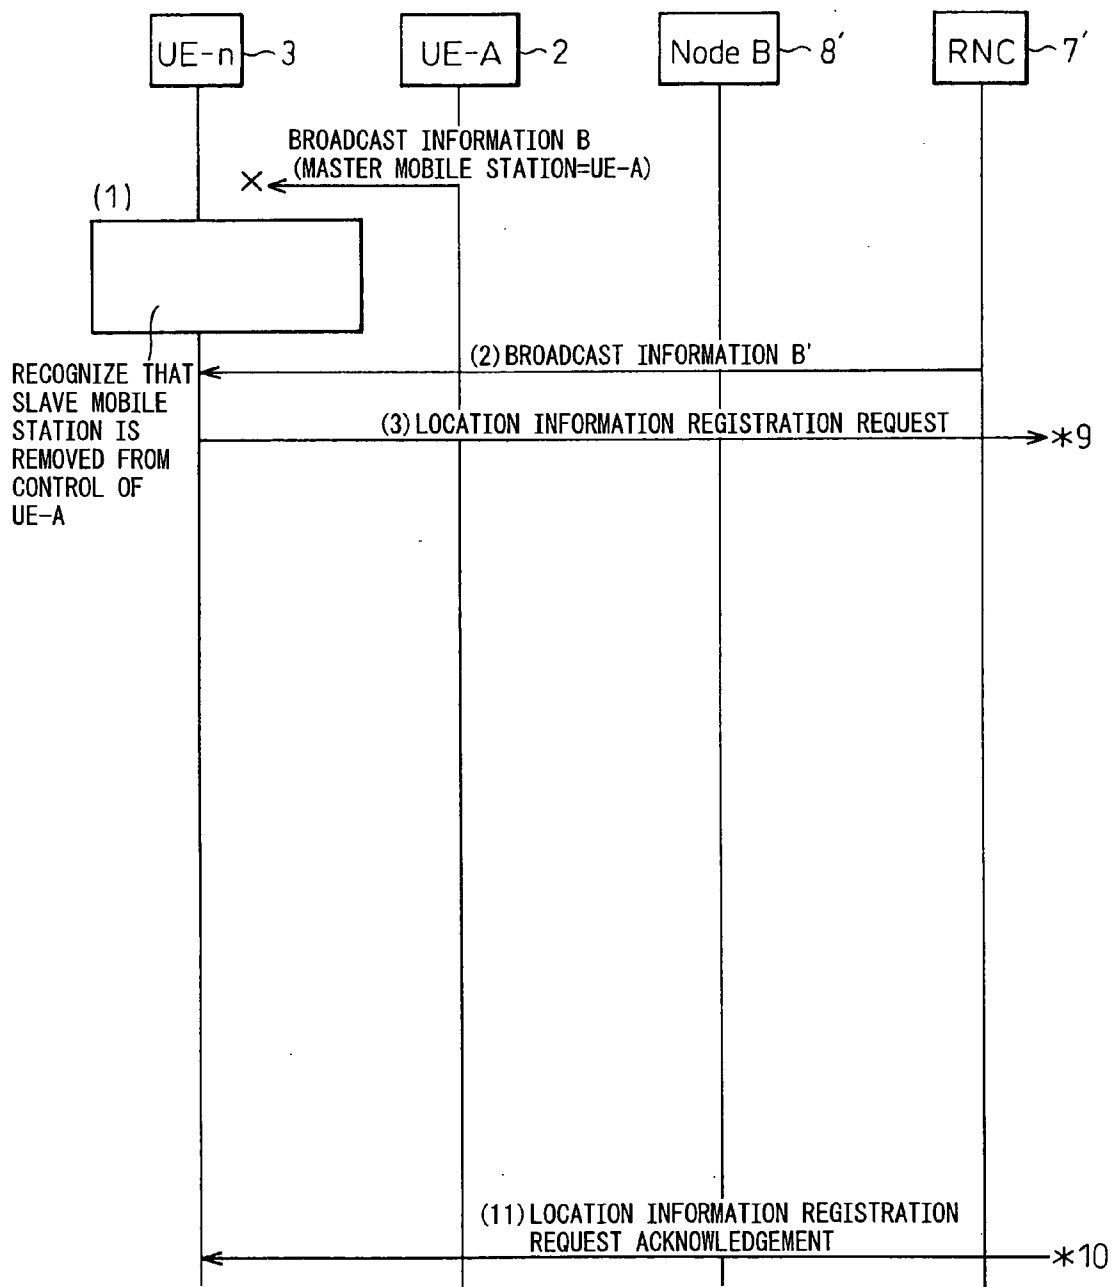 UE-n 3
UE-A 2
Node B 8'
RNC 7'
BROADCAST INFORMATION B
(MASTER MOBILE STATION=UE-A)
×
(1)
(2) BROADCAST INFORMATION B'
RECOGNIZE THAT
SLAVE MOBILE
STATION IS
REMOVED FROM
CONTROL OF
UE-A
(3) LOCATION INFORMATION REGISTRATION REQUEST
*9
(11) LOCATION INFORMATION REGISTRATION
REQUEST ACKNOWLEDGEMENT
*10